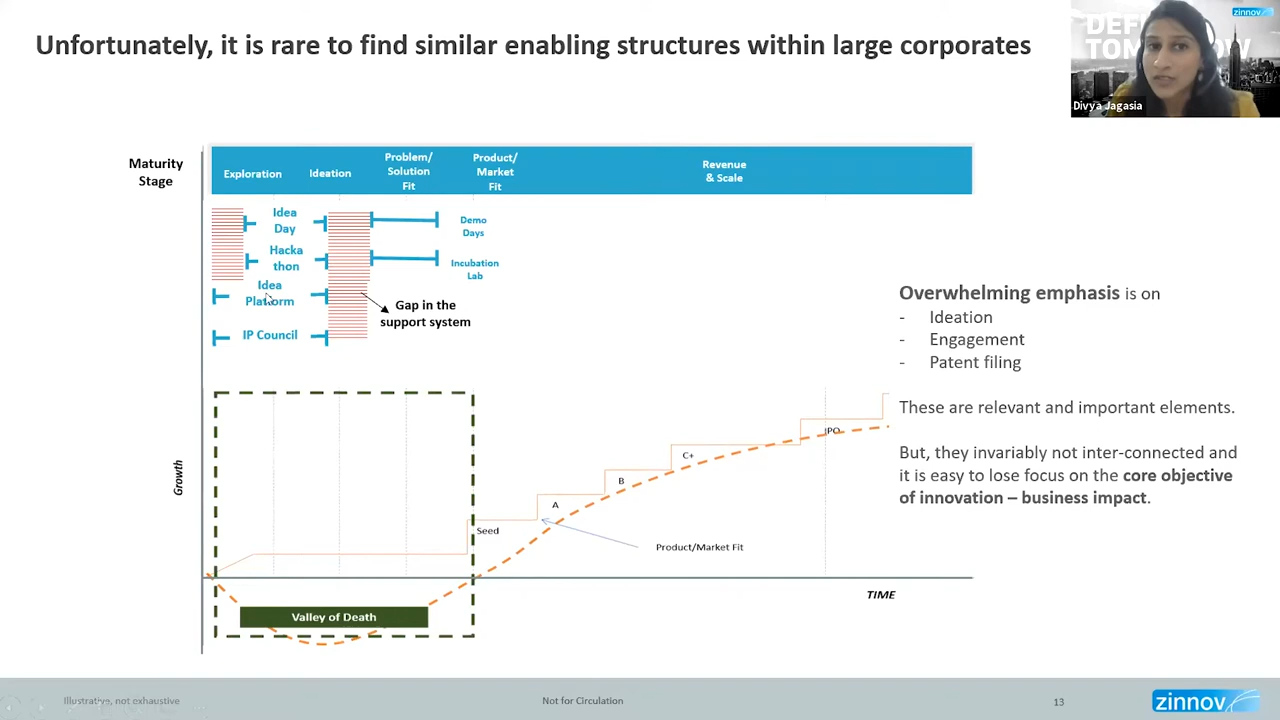 Unfortunately, it is rare to find similar enabling structures within large corporates
zinnov
DEFI
TOMORROW
Divya Jagasia
Maturity
Stage
Exploration
Ideation
Problem/
Solution
Fit
Product/
Market
Fit
Revenue
& Scale
Idea
Day
Hacka
thon
Idea
Platform
IP Council
Demo
Days
Incubation
Lab
Gap in the
support system
Overwhelming emphasis is on
- Ideation
- Engagement
- Patent filing
These are relevant and important elements.
But, they invariably not inter-connected and
it is easy to lose focus on the core objective
of innovation – business impact.
Growth
Seed
A
B
C+
IPO
Product/Market Fit
TIME
Valley of Death
Illustrative, not exhaustive
Not for Circulation
13
zinnov